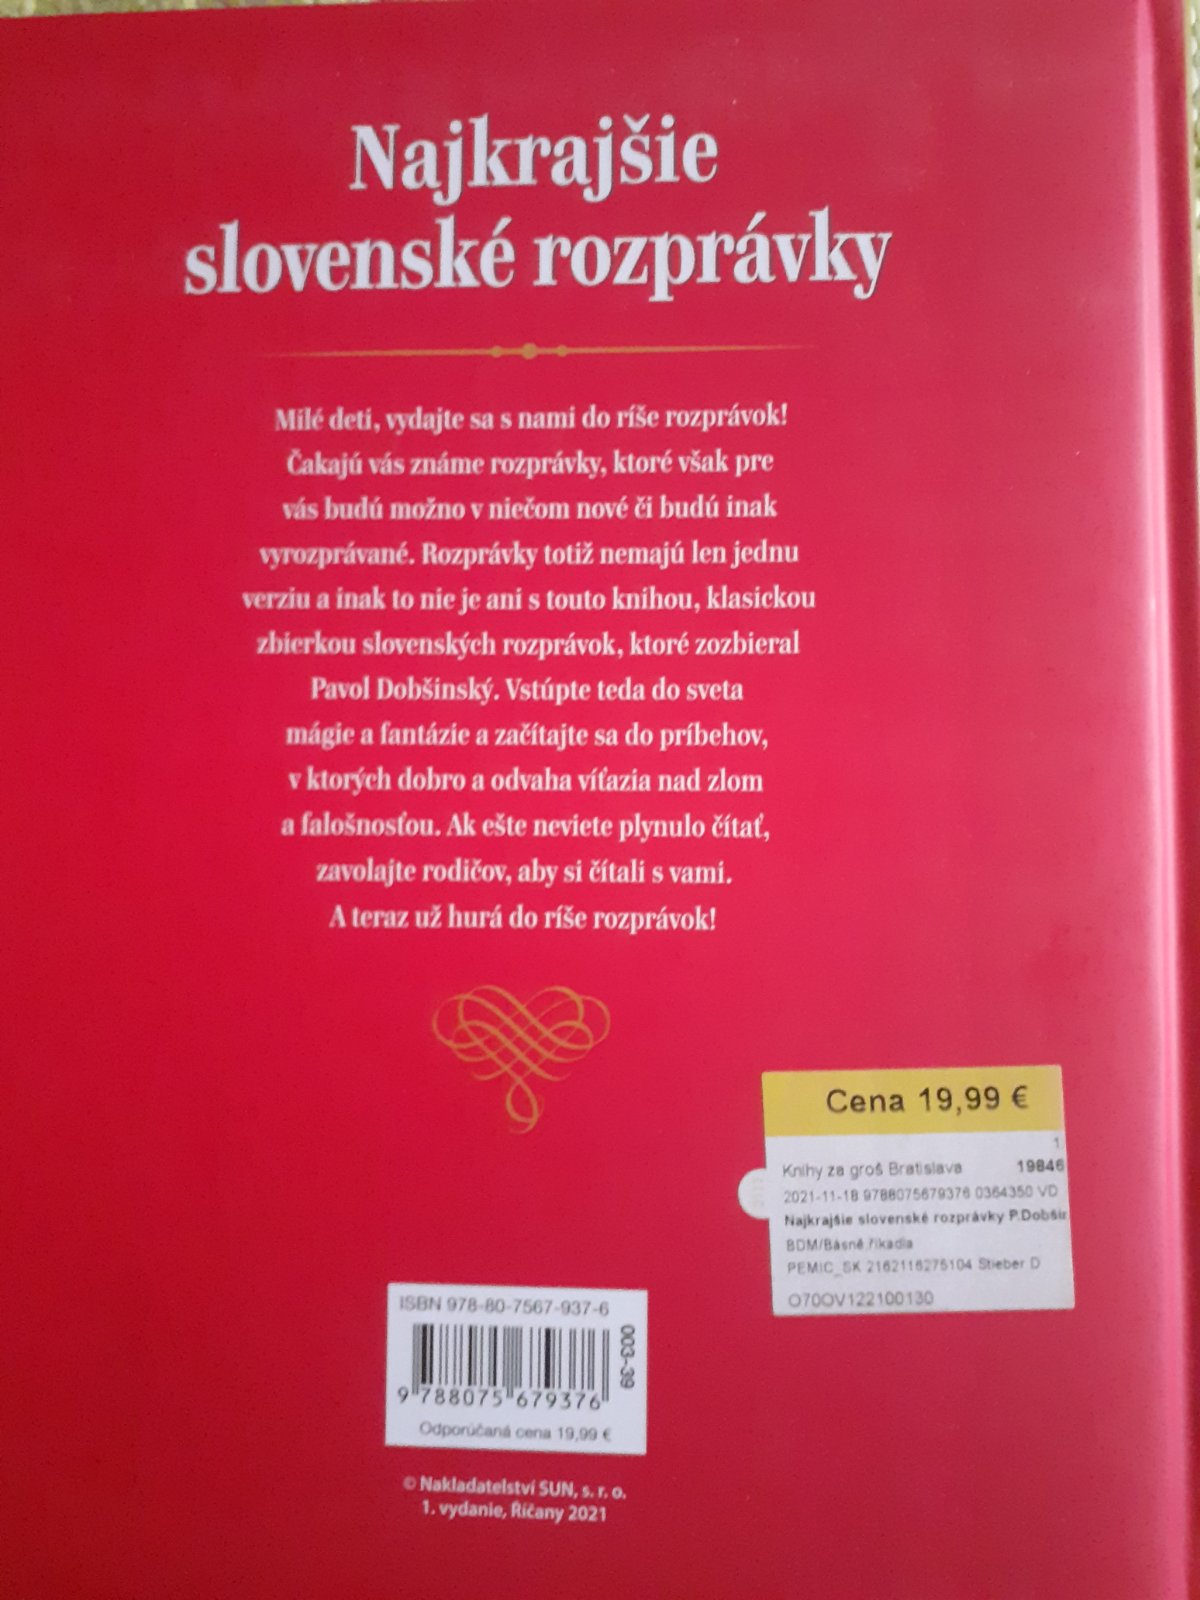 Najkrajšie
slovenské rozprávky
Milé deti, vydajte sa s nami do ríše rozprávok!
Čakajú vás známe rozprávky, ktoré však pre
vás budú možno v niečom nové či budú inak
vyrozprávané. Rozprávky totiž nemajú len jednu
verziu a inak to nie je ani s touto knihou, klasickou
zbierkou slovenských rozprávok, ktoré zozbieral
Pavol Dobšinský. Vstúpte teda do sveta
mágie a fantázie a začítajte sa do príbehov,
v ktorých dobro a odvaha víťazia nad zlom
a falošnosťou. Ak ešte neviete plynulo čítať,
zavolajte rodičov, aby si čítali s vami.
A teraz už hurá do ríše rozprávok!
Cena 19,99 €
1
Knihy za groš Bratislava 19846
2021-11-18 9788075679376 0364350 VD
Najkrajšie slovenské rozprávky P.Dobšin
BDM/Básně,říkadla
PEMIC_SK 2162116275104 Stieber D
O70OV122100130
ISBN 978-80-7567-937-6
003-39
9 788075 679376
Odporúčaná cena 19,99 €
© Nakladatelství SUN, s. r. o.
1. vydanie, Říčany 2021